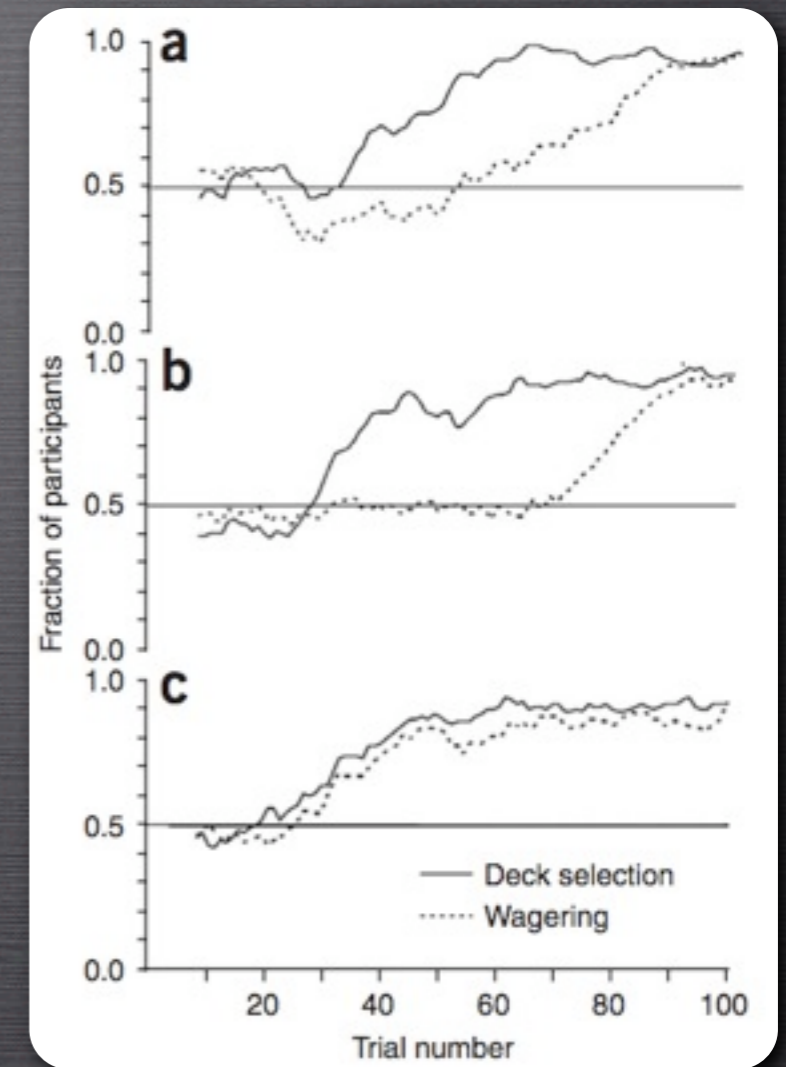 Fraction of participants
a
1.0
0.5
0.0
b
1.0
0.5
0.0
c
1.0
0.5
0.0
Deck selection
Wagering
20 40 60 80 100
Trial number